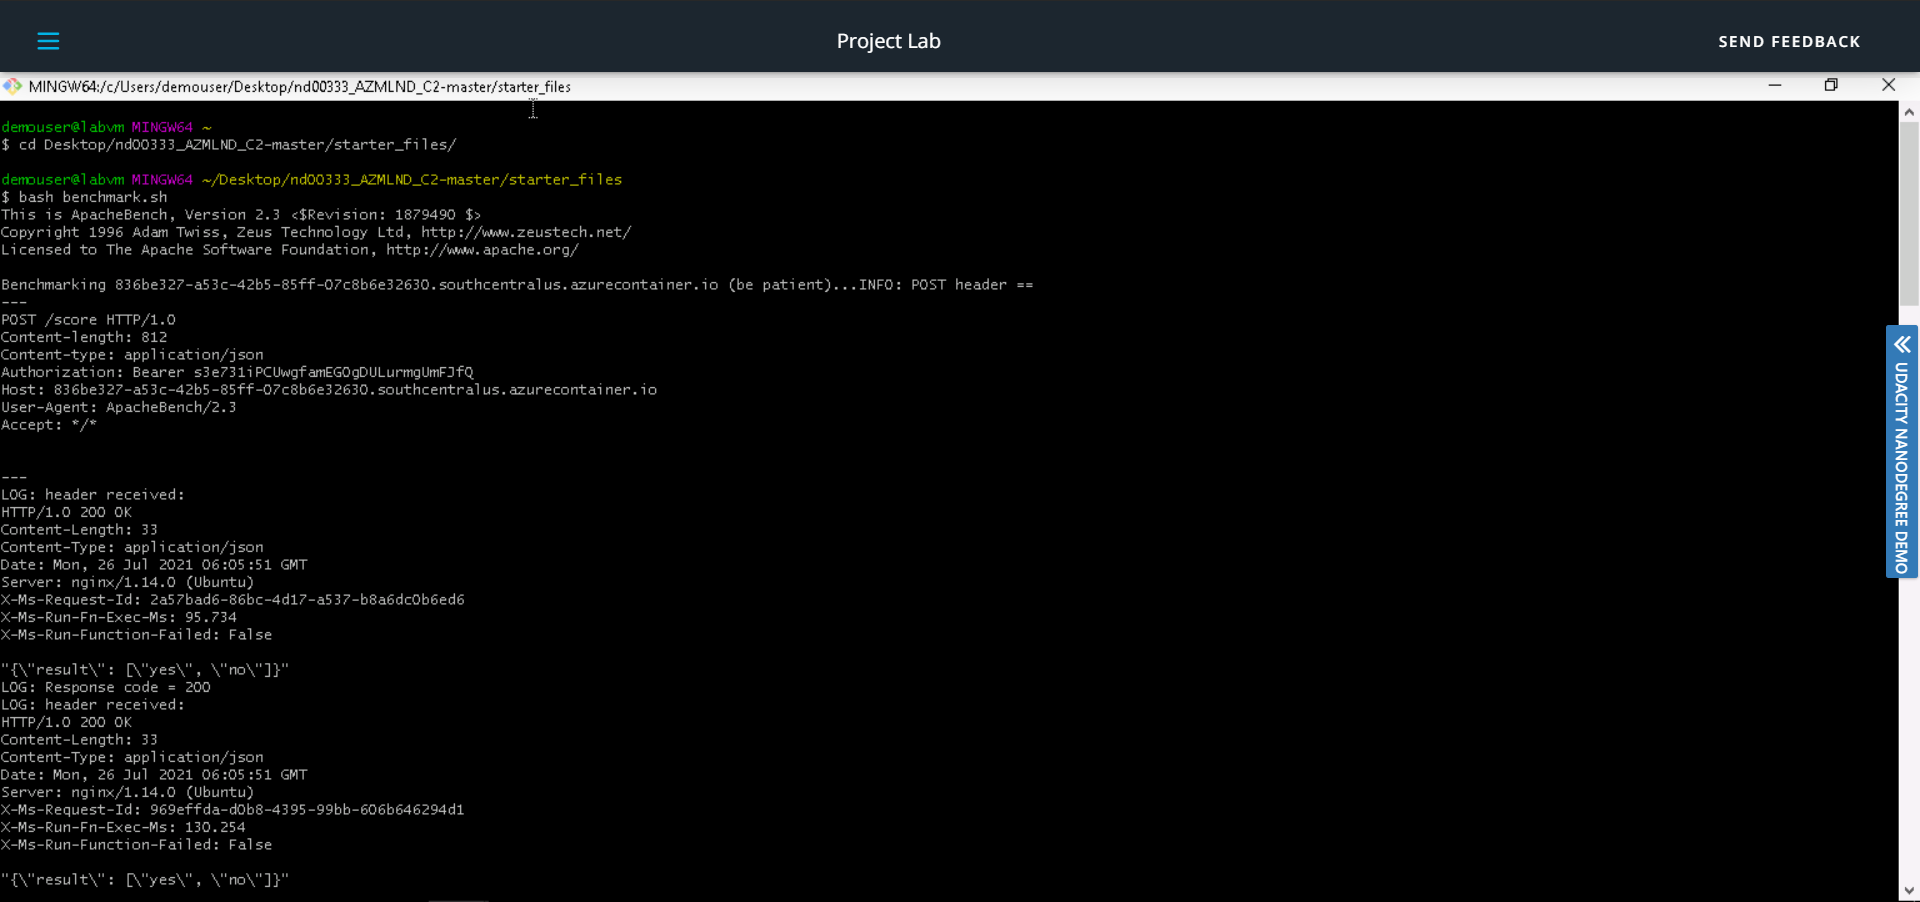 Project Lab
SEND FEEDBACK
MINGW64:/c/Users/demouser/Desktop/nd00333_AZMLND_C2-master/starter_files
demouser@labvm MINGW64 ~
$ cd Desktop/nd00333_AZMLND_C2-master/starter_files/
demouser@labvm MINGW64 ~/Desktop/nd00333_AZMLND_C2-master/starter_files
$ bash benchmark.sh
This is ApacheBench, Version 2.3 <$Revision: 1879490 $>
Copyright 1996 Adam Twiss, Zeus Technology Ltd, http://www.zeustech.net/
Licensed to The Apache Software Foundation, http://www.apache.org/
Benchmarking 836be327-a53c-42b5-85ff-07c8b6e32630.southcentralus.azurecontainer.io (be patient)...INFO: POST header ==
---
POST /score HTTP/1.0
Content-length: 812
Content-type: application/json
Authorization: Bearer s3e731iPCUwgfamEGOgDULurmgUmFJfQ
Host: 836be327-a53c-42b5-85ff-07c8b6e32630.southcentralus.azurecontainer.io
User-Agent: ApacheBench/2.3
Accept: */*
---
LOG: header received:
HTTP/1.0 200 OK
Content-Length: 33
Content-Type: application/json
Date: Mon, 26 Jul 2021 06:05:51 GMT
Server: nginx/1.14.0 (Ubuntu)
X-Ms-Request-Id: 2a57bad6-86bc-4d17-a537-b8a6dc0b6ed6
X-Ms-Run-Fn-Exec-Ms: 95.734
X-Ms-Run-Function-Failed: False
"{\"result\": [\"yes\", \"no\"]}"
LOG: Response code = 200
LOG: header received:
HTTP/1.0 200 OK
Content-Length: 33
Content-Type: application/json
Date: Mon, 26 Jul 2021 06:05:51 GMT
Server: nginx/1.14.0 (Ubuntu)
X-Ms-Request-Id: 969effda-d0b8-4395-99bb-606b646294d1
X-Ms-Run-Fn-Exec-Ms: 130.254
X-Ms-Run-Function-Failed: False
"{\"result\": [\"yes\", \"no\"]}"
UDACITY NANODEGREE DEMO